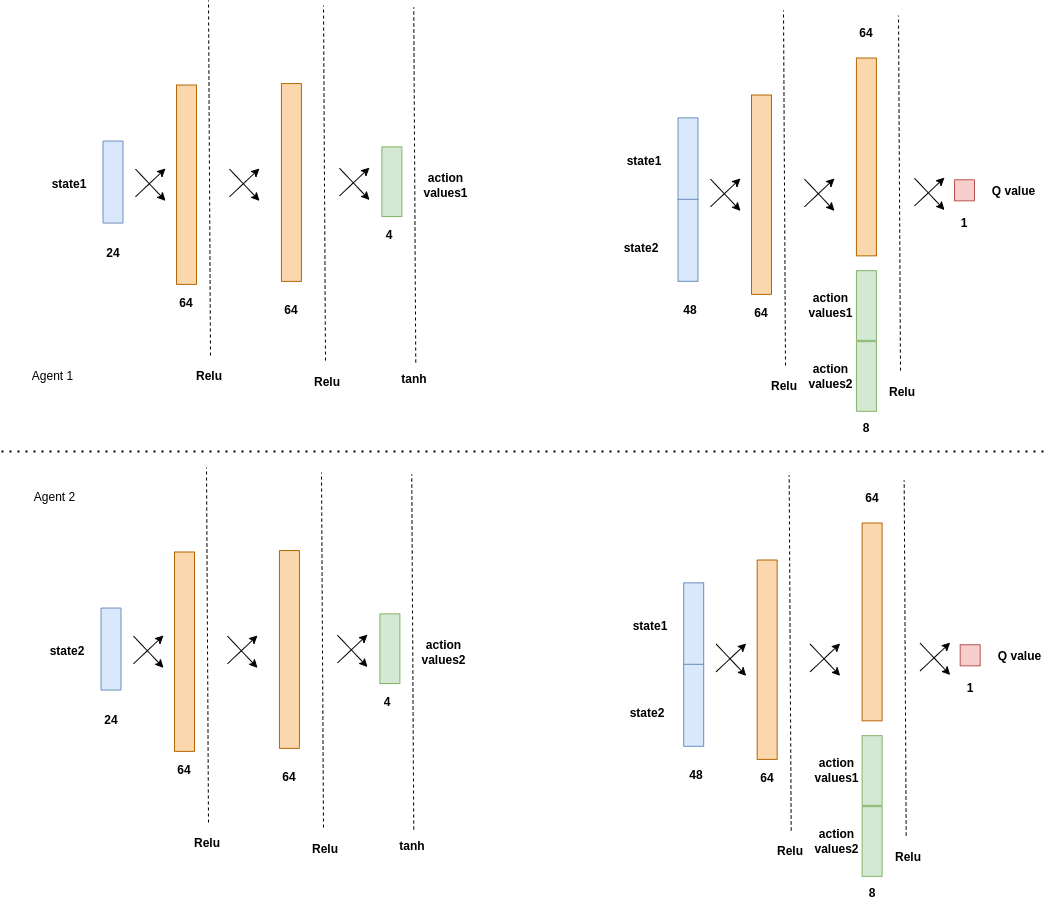 state1
24
64
Relu
64
Relu
action
values1
4
tanh
Agent 1
state1
state2
48
64
Relu
64
action
values1
action
values2
8
Relu
Q value
1
Agent 2
state2
24
64
Relu
64
Relu
action
values2
4
tanh
state1
state2
48
64
Relu
64
action
values1
action
values2
8
Relu
Q value
1